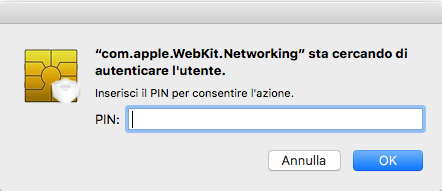 “com.apple.WebKit.Networking” sta cercando di
autenticare l'utente.
Inserisci il PIN per consentire l'azione.
PIN:
Annulla
OK